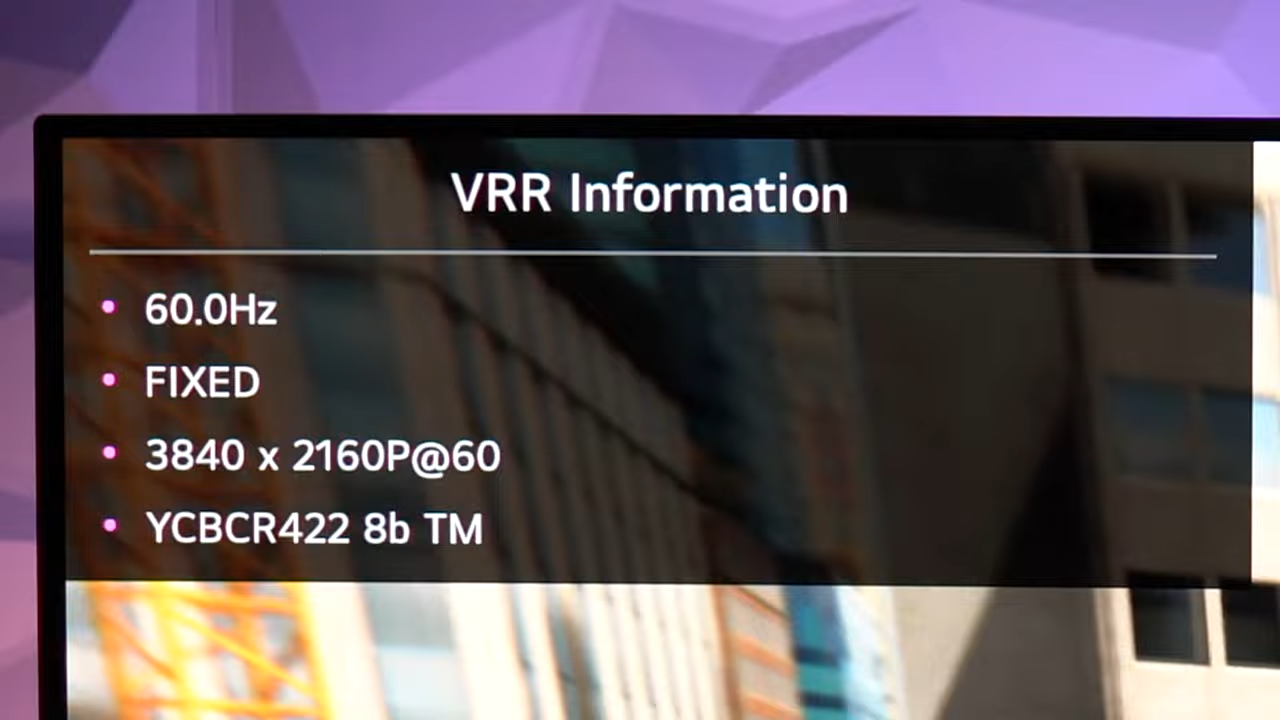 VRR Information
60.0Hz
FIXED
3840 x 2160P@60
YCBCR422 8b TM